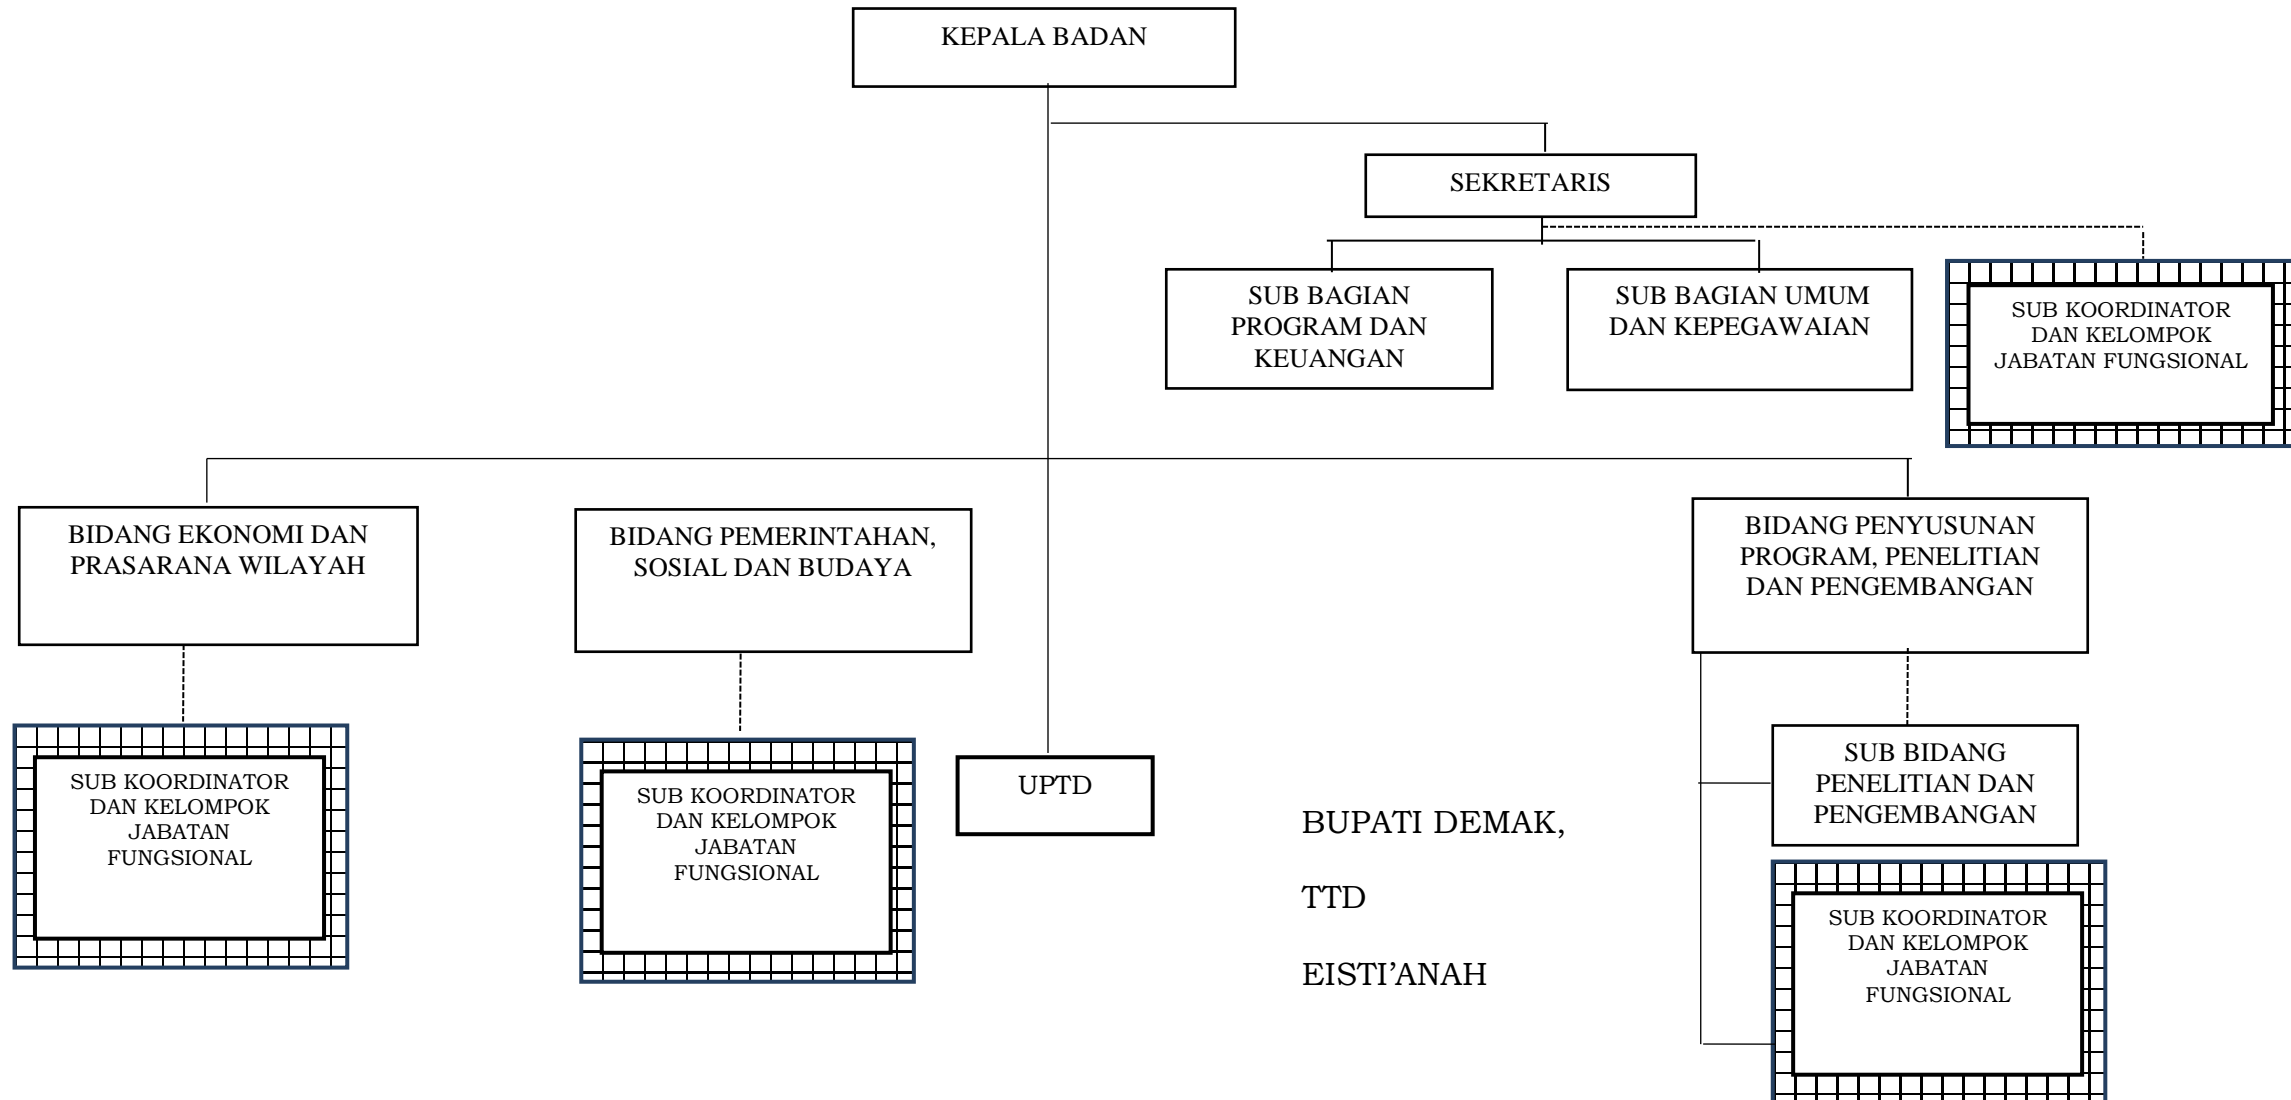 KEPALA BADAN
SEKRETARIS
SUB BAGIAN
PROGRAM DAN
KEUANGAN
SUB BAGIAN UMUM
DAN KEPEGAWAIAN
SUB KOORDINATOR
DAN KELOMPOK
JABATAN FUNGSIONAL
BIDANG EKONOMI DAN
PRASARANA WILAYAH
BIDANG PEMERINTAHAN,
SOSIAL DAN BUDAYA
BIDANG PENYUSUNAN
PROGRAM, PENELITIAN
DAN PENGEMBANGAN
SUB KOORDINATOR
DAN KELOMPOK
JABATAN
FUNGSIONAL
SUB KOORDINATOR
DAN KELOMPOK
JABATAN
FUNGSIONAL
UPTD
SUB BIDANG
PENELITIAN DAN
PENGEMBANGAN
SUB KOORDINATOR
DAN KELOMPOK
JABATAN
FUNGSIONAL
BUPATI DEMAK,
TTD
EISTI’ANAH